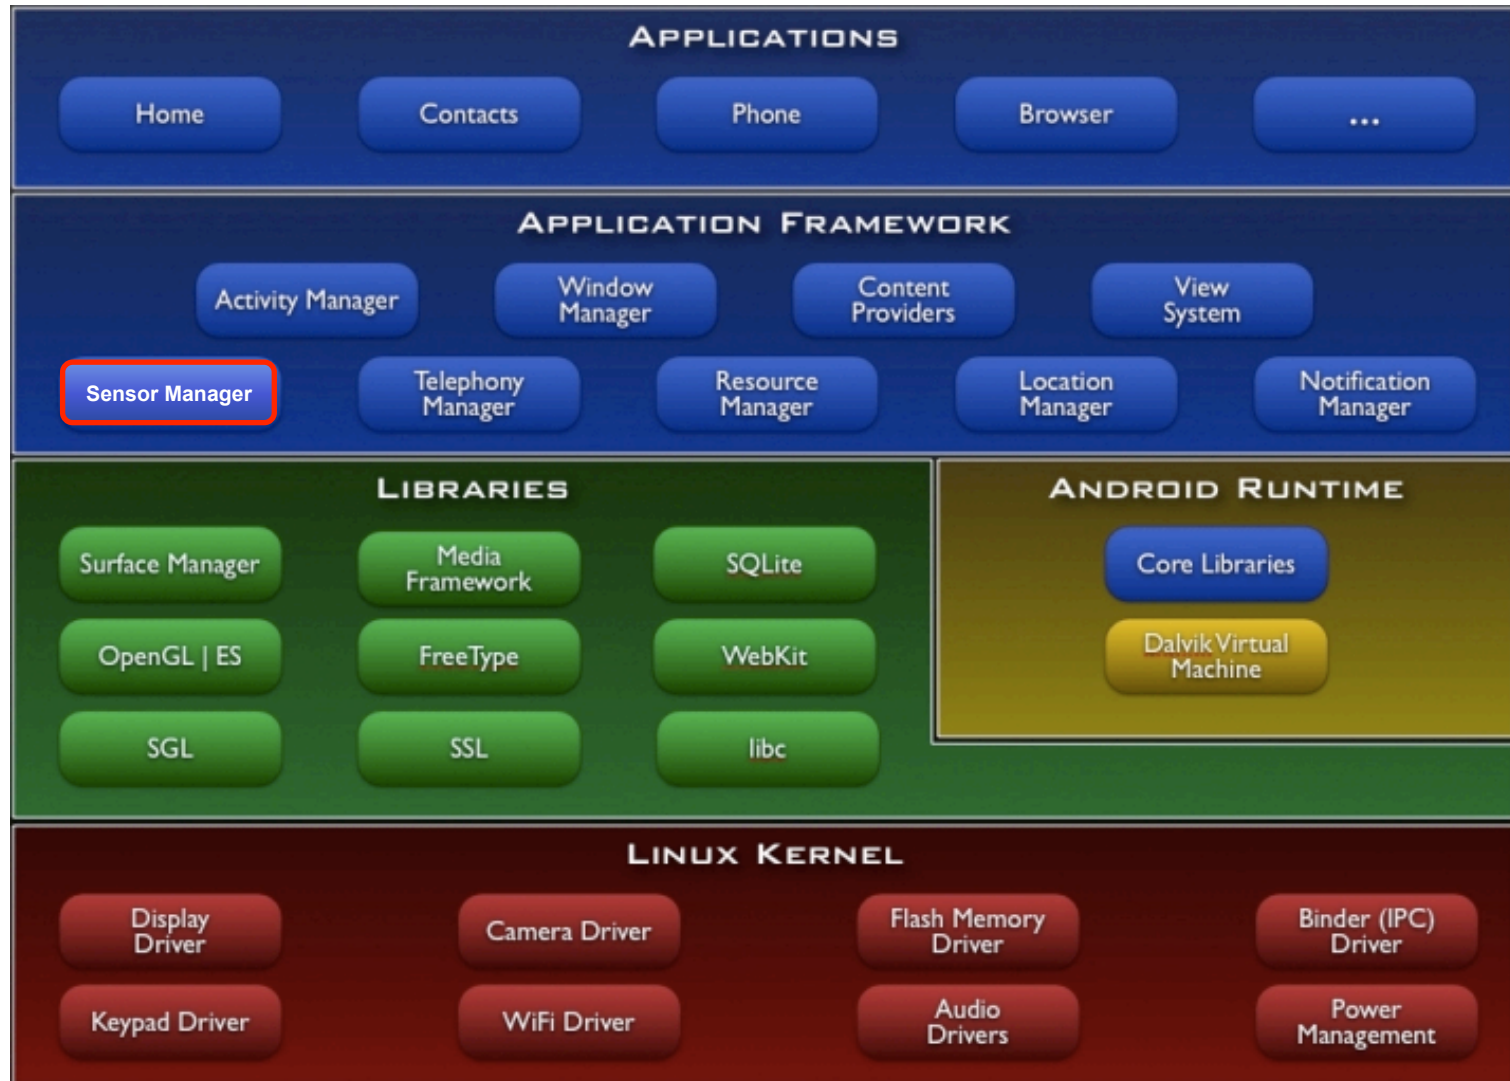 APPLICATIONS
Home
Contacts
Phone
Browser
...
APPLICATION FRAMEWORK
Activity Manager
Window
Manager
Content
Providers
View
System
Sensor Manager
Telephony
Manager
Resource
Manager
Location
Manager
Notification
Manager
LIBRARIES
Surface Manager
Media
Framework
SQLite
OpenGL | ES
FreeType
WebKit
SGL
SSL
libc
ANDROID RUNTIME
Core Libraries
Dalvik Virtual
Machine
LINUX KERNEL
Display
Driver
Camera Driver
Flash Memory
Driver
Binder (IPC)
Driver
Keypad Driver
WiFi Driver
Audio
Drivers
Power
Management